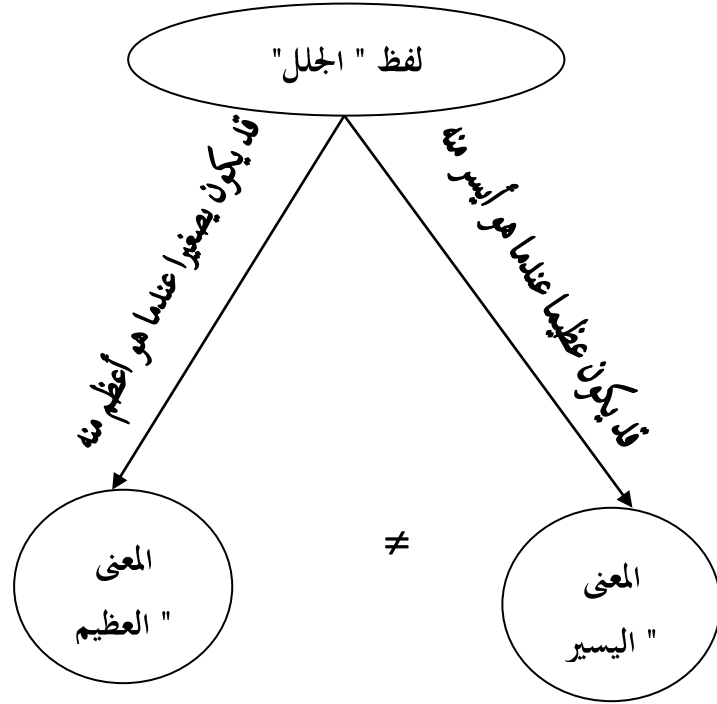 لفظ " الجلل"
قد يكون عظيما عندما هو أيسر منه
قد يكون يصغيرا عندما هو أعظم منه
≠
المعنى
" اليسير
المعنى
" العظيم